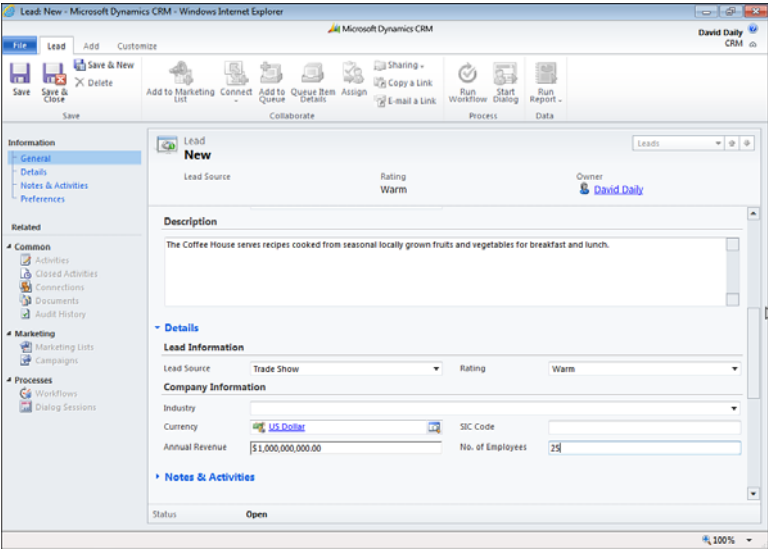 Lead: New - Microsoft Dynamics CRM - Windows Internet Explorer
Microsoft Dynamics CRM
David Daily
CRM
File Lead Add Customize
Save
Save & Close
Save & New
Delete
Add to Marketing List
Connect
Add to Queue
Queue Item Details
Assign
Sharing
Copy a Link
E-mail a Link
Run Workflow
Start Dialog
Run Report
Save Collaborate Process Data
Information
General
Details
Notes & Activities
Preferences
Related
Common
Activities
Closed Activities
Connections
Documents
Audit History
Marketing
Marketing Lists
Campaigns
Processes
Workflows
Dialog Sessions
Lead
New
Leads
Lead Source Rating Owner
Warm David Daily
Description
The Coffee House serves recipes cooked from seasonal locally grown fruits and vegetables for breakfast and lunch.
Details
Lead Information
Lead Source Trade Show Rating Warm
Company Information
Industry
Currency US Dollar SIC Code
Annual Revenue $1,000,000,000.00 No. of Employees 25
Notes & Activities
Status Open
100%